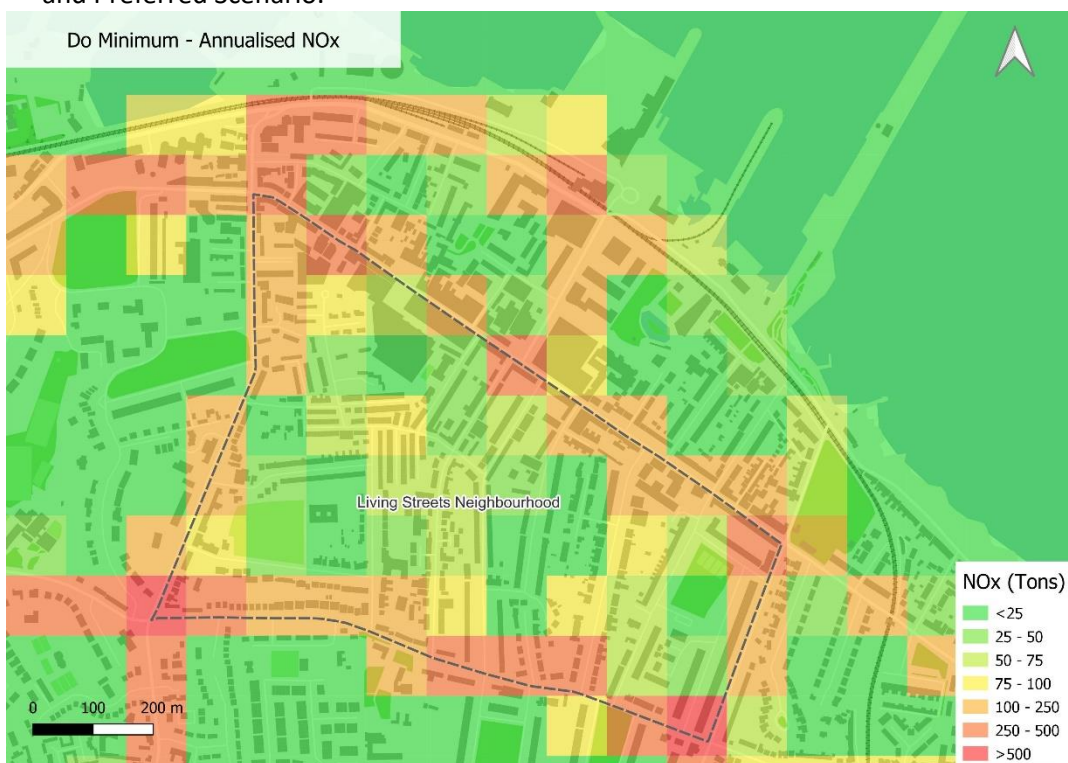 and Preferred Scenario.
Do Minimum - Annualised NOx
Living Streets Neighbourhood
NOx (Tons)
<25
25 - 50
50 - 75
75 - 100
100 - 250
250 - 500
>500
0 100 200 m